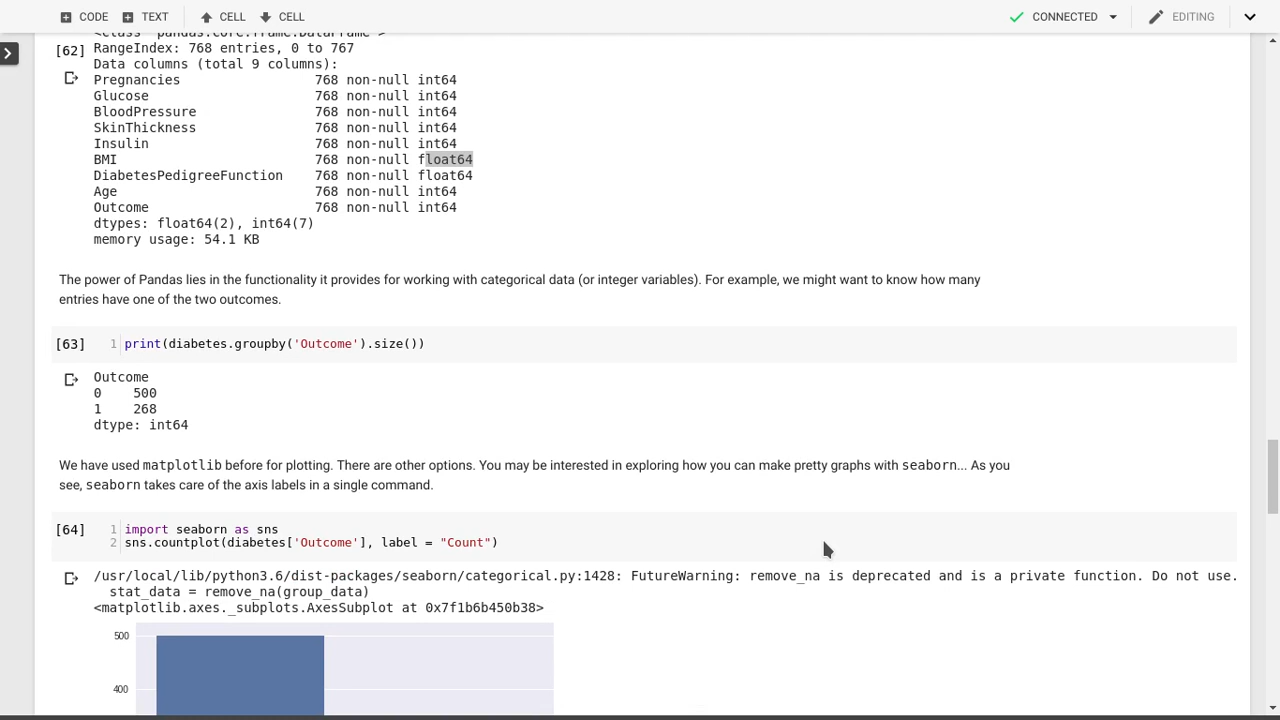 CODE TEXT CELL CELL CONNECTED EDITING
<class 'pandas.core.frame.DataFrame'>
[62] RangeIndex: 768 entries, 0 to 767
Data columns (total 9 columns):
Pregnancies 768 non-null int64
Glucose 768 non-null int64
BloodPressure 768 non-null int64
SkinThickness 768 non-null int64
Insulin 768 non-null int64
BMI 768 non-null float64
DiabetesPedigreeFunction 768 non-null float64
Age 768 non-null int64
Outcome 768 non-null int64
dtypes: float64(2), int64(7)
memory usage: 54.1 KB
The power of Pandas lies in the functionality it provides for working with categorical data (or integer variables). For example, we might want to know how many
entries have one of the two outcomes.
[63] 1 print(diabetes.groupby('Outcome').size())
Outcome
0 500
1 268
dtype: int64
We have used matplotlib before for plotting. There are other options. You may be interested in exploring how you can make pretty graphs with seaborn... As you
see, seaborn takes care of the axis labels in a single command.
[64] 1 import seaborn as sns
2 sns.countplot(diabetes['Outcome'], label = "Count")
/usr/local/lib/python3.6/dist-packages/seaborn/categorical.py:1428: FutureWarning: remove_na is deprecated and is a private function. Do not use.
stat_data = remove_na(group_data)
<matplotlib.axes._subplots.AxesSubplot at 0x7f1b6b450b38>
500
400